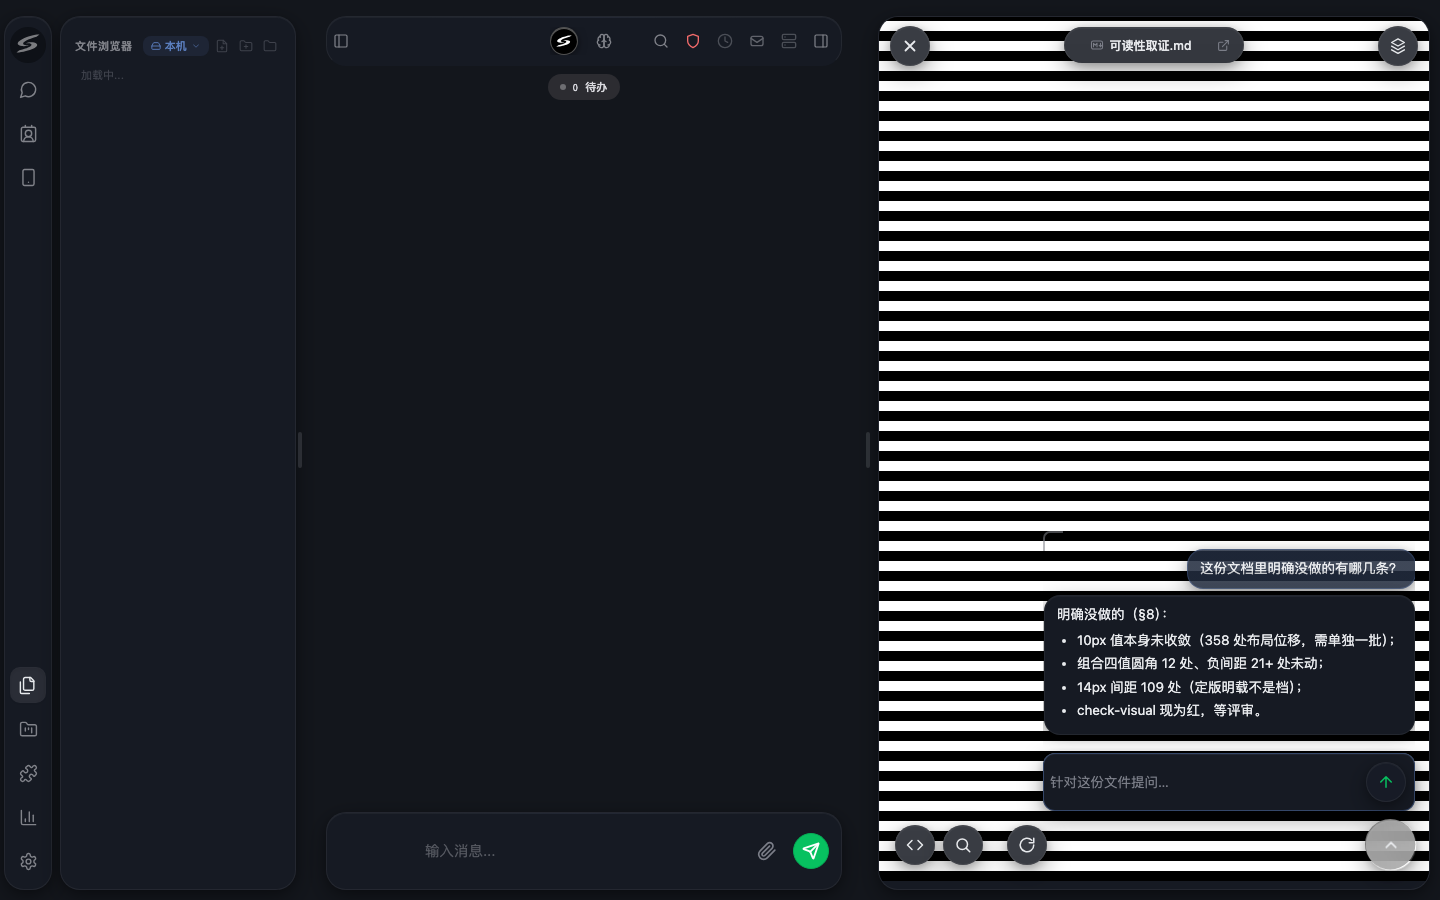 文件浏览器
本机
加载中...
0 待办
输入消息...
可读性取证.md
这份文档里明确没做的有哪几条？
明确没做的（§8）：
• 10px 值本身未收敛（358 处布局位移，需单独一批）；
• 组合四值圆角 12 处、负间距 21+ 处未动；
• 14px 间距 109 处（定版明载不是档）；
• check-visual 现为红，等评审。
针对这份文件提问...